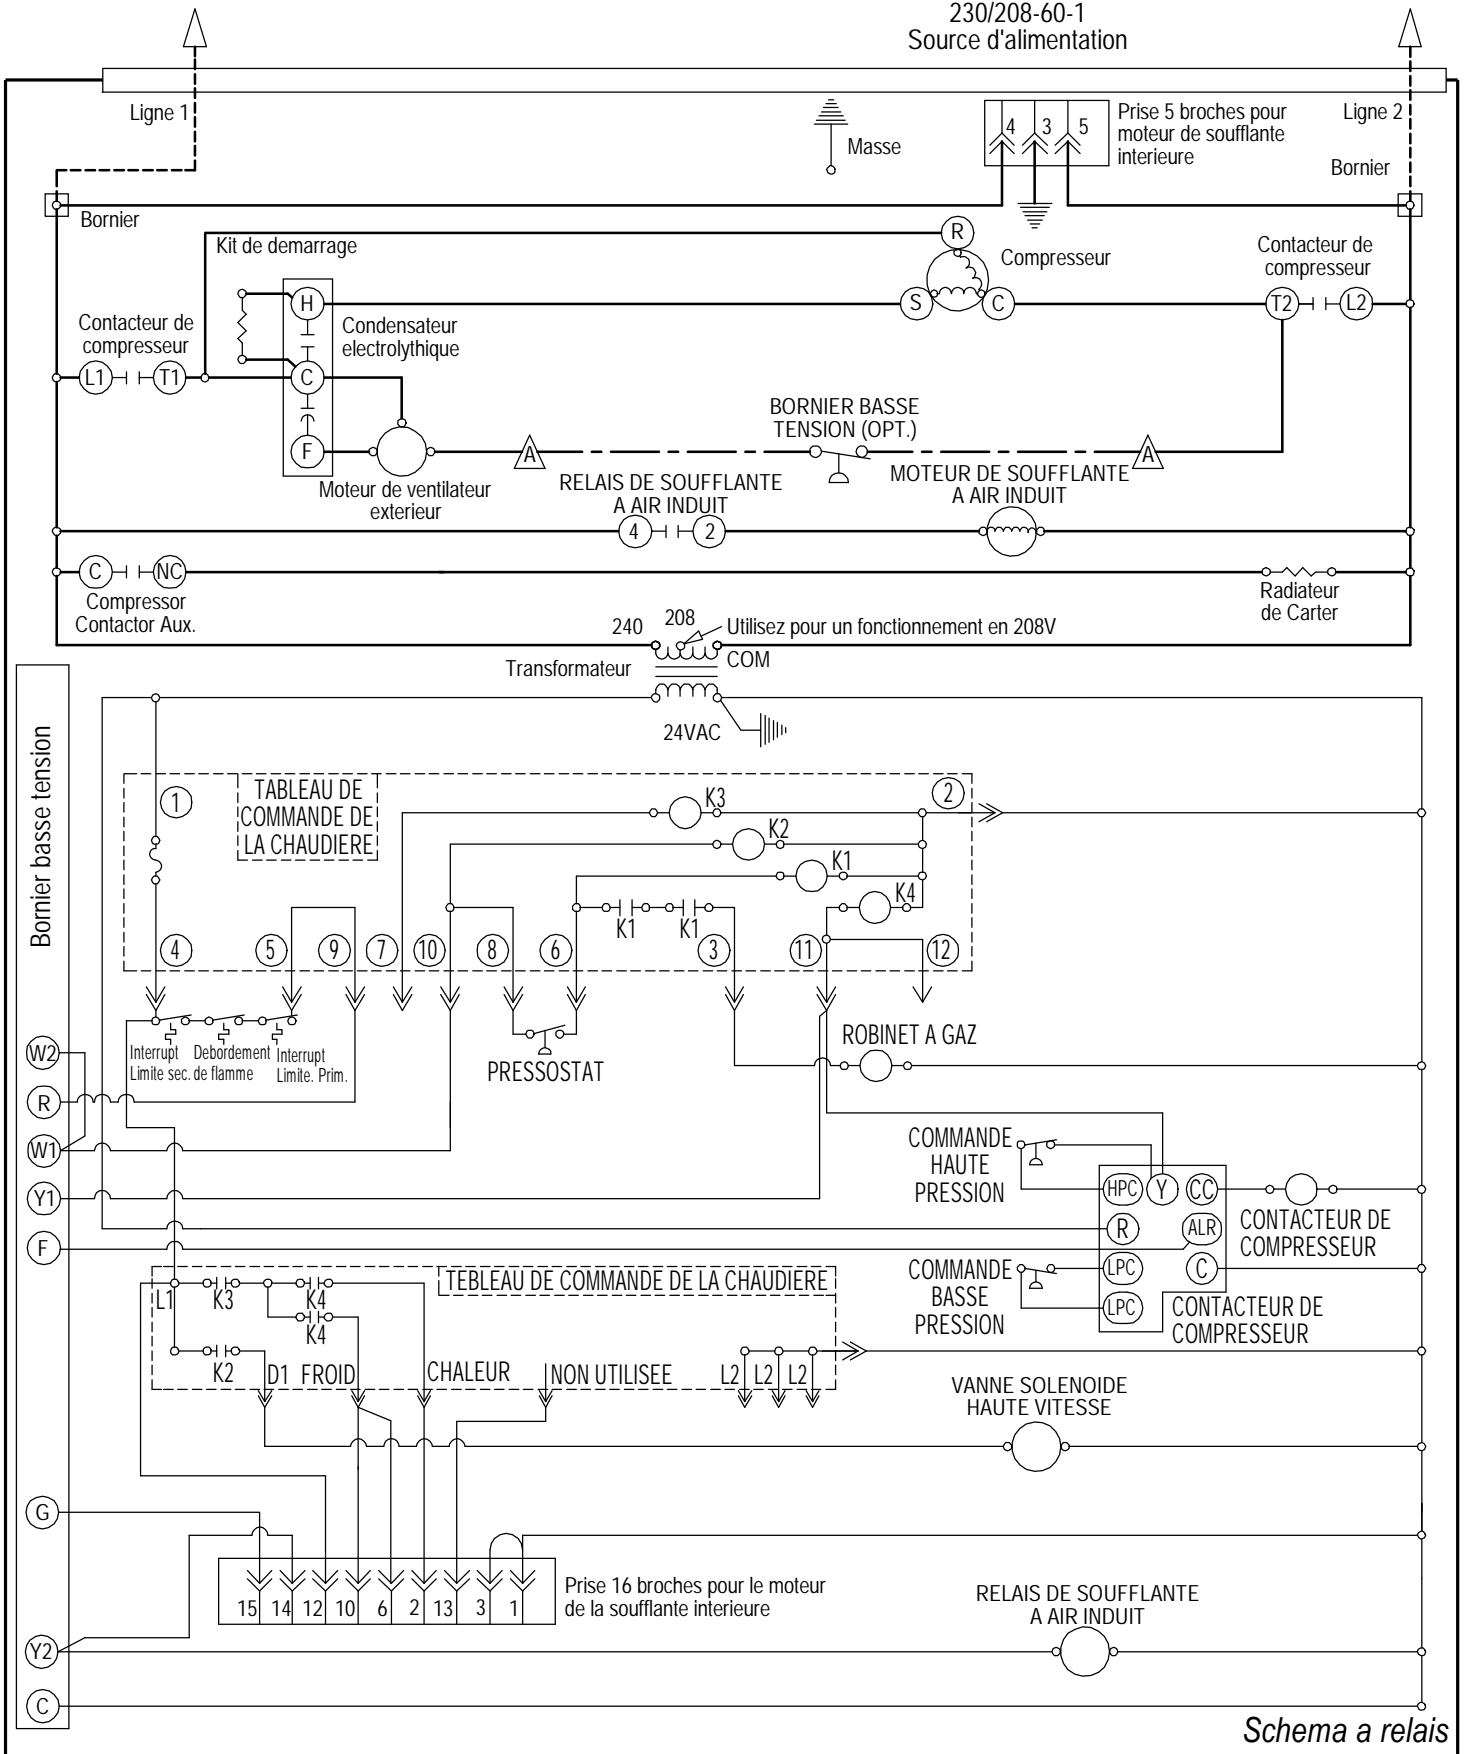 230/208-60-1
Source d'alimentation
Ligne 1
Masse
4 3 5
Prise 5 broches pour
moteur de soufflante
interieure
Ligne 2
Bornier
Bornier
Kit de demarrage
R
Compresseur
S
C
Contacteur de
compresseur
T2
L2
H
Condensateur
electrolythique
Contacteur de
compresseur
L1
T1
C
F
Moteur de ventilateur
exterieur
A
BORNIER BASSE
TENSION (OPT.)
A
RELAIS DE SOUFFLANTE
A AIR INDUIT
4
2
MOTEUR DE SOUFFLANTE
A AIR INDUIT
C
NC
Compressor
Contactor Aux.
Radiateur
de Carter
240
208
Utilisez pour un fonctionnement en 208V
COM
Transformateur
24VAC
Bornier basse tension
TABLEAU DE
COMMANDE DE
LA CHAUDIERE
1
K3
2
K2
K1
K4
K1
K1
4 5 9 7 10 8 6 3 11 12
Interrupt
Limite sec.
Debordement
de flamme
Interrupt
Limite. Prim.
PRESSOSTAT
ROBINET A GAZ
W2
R
W1
Y1
F
COMMANDE
HAUTE
PRESSION
HPC
Y
CC
R
ALR
LPC
C
LPC
CONTACTEUR DE
COMPRESSEUR
COMMANDE
BASSE
PRESSION
CONTACTEUR DE
COMPRESSEUR
TEBLEAU DE COMMANDE DE LA CHAUDIERE
L1
K3
K4
K4
K2
D1
FROID
CHALEUR
NON UTILISEE
L2 L2 L2
VANNE SOLENOIDE
HAUTE VITESSE
G
15 14 12 10 6 2 13 3 1
Prise 16 broches pour le moteur
de la soufflante interieure
RELAIS DE SOUFFLANTE
A AIR INDUIT
Y2
C
Schema a relais